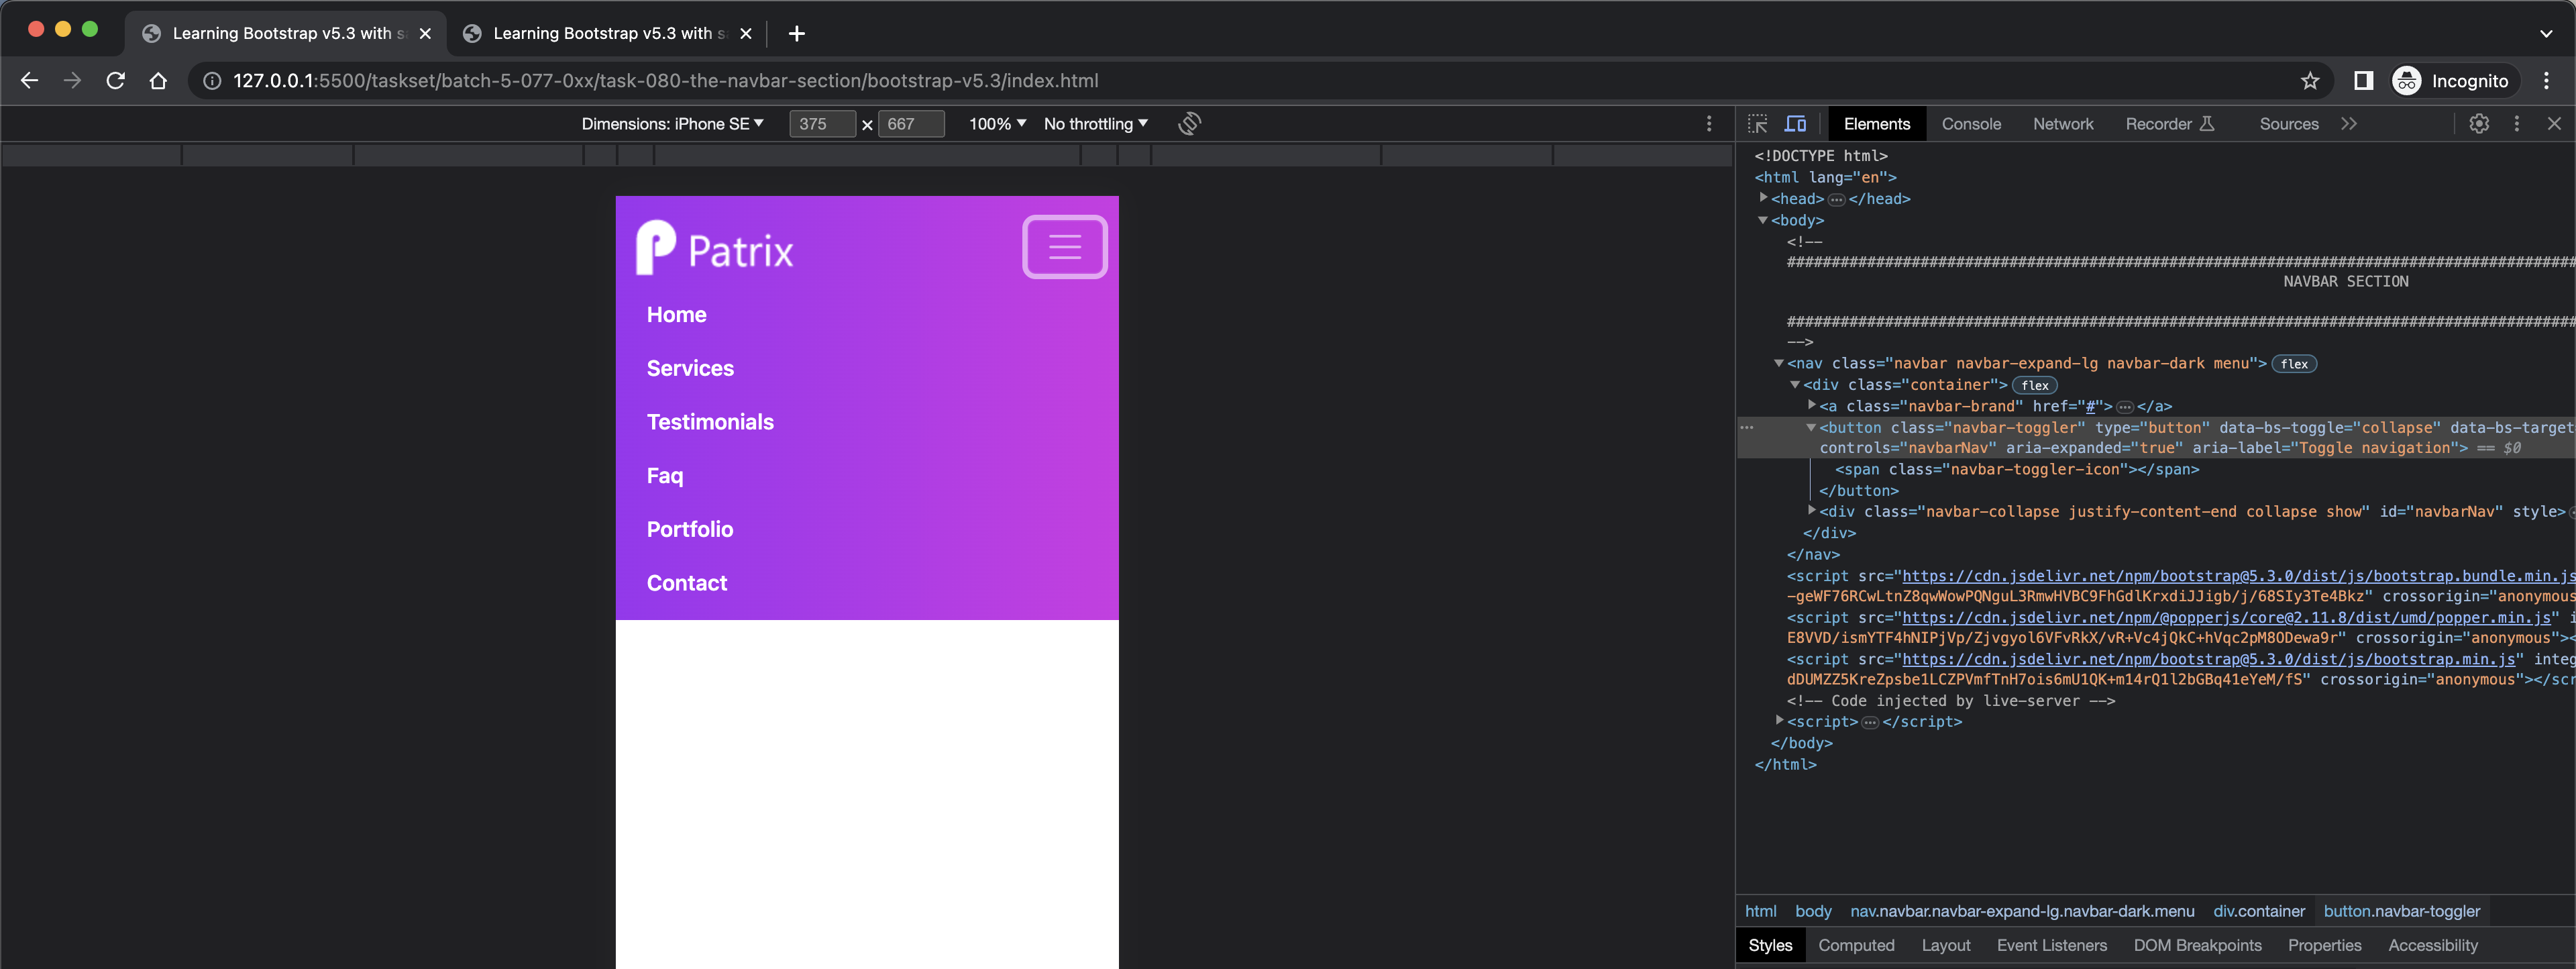 Learning Bootstrap v5.3 with s
Learning Bootstrap v5.3 with s
127.0.0.1:5500/taskset/batch-5-077-0xx/task-080-the-navbar-section/bootstrap-v5.3/index.html
Incognito
Dimensions: iPhone SE 375 × 667 100% No throttling
Elements Console Network Recorder Sources
Patrix
Home
Services
Testimonials
Faq
Portfolio
Contact
<!DOCTYPE html>
<html lang="en">
<head>…</head>
<body>
<!--
NAVBAR SECTION
-->
<nav class="navbar navbar-expand-lg navbar-dark menu"> flex
<div class="container"> flex
<a class="navbar-brand" href="#">…</a>
<button class="navbar-toggler" type="button" data-bs-toggle="collapse" data-bs-target
controls="navbarNav" aria-expanded="true" aria-label="Toggle navigation"> == $0
<span class="navbar-toggler-icon"></span>
</button>
<div class="navbar-collapse justify-content-end collapse show" id="navbarNav" style>
</div>
</nav>
<script src="https://cdn.jsdelivr.net/npm/bootstrap@5.3.0/dist/js/bootstrap.bundle.min.js
-geWF76RCwLtnZ8qwWowPQNguL3RmwHVBC9FhGdlKrxdiJJigb/j/68SIy3Te4Bkz" crossorigin="anonymous
<script src="https://cdn.jsdelivr.net/npm/@popperjs/core@2.11.8/dist/umd/popper.min.js" i
E8VVD/ismYTF4hNIPjVp/Zjvgyol6VFvRkX/vR+Vc4jQkC+hVqc2pM8ODewa9r" crossorigin="anonymous"><
<script src="https://cdn.jsdelivr.net/npm/bootstrap@5.3.0/dist/js/bootstrap.min.js" integ
dDUMZZ5KreZpsbe1LCZPVmfTnH7ois6mU1QK+m14rQ1l2bGBq41eYeM/fS" crossorigin="anonymous"></scr
<!-- Code injected by live-server -->
<script>…</script>
</body>
</html>
html body nav.navbar.navbar-expand-lg.navbar-dark.menu div.container button.navbar-toggler
Styles Computed Layout Event Listeners DOM Breakpoints Properties Accessibility